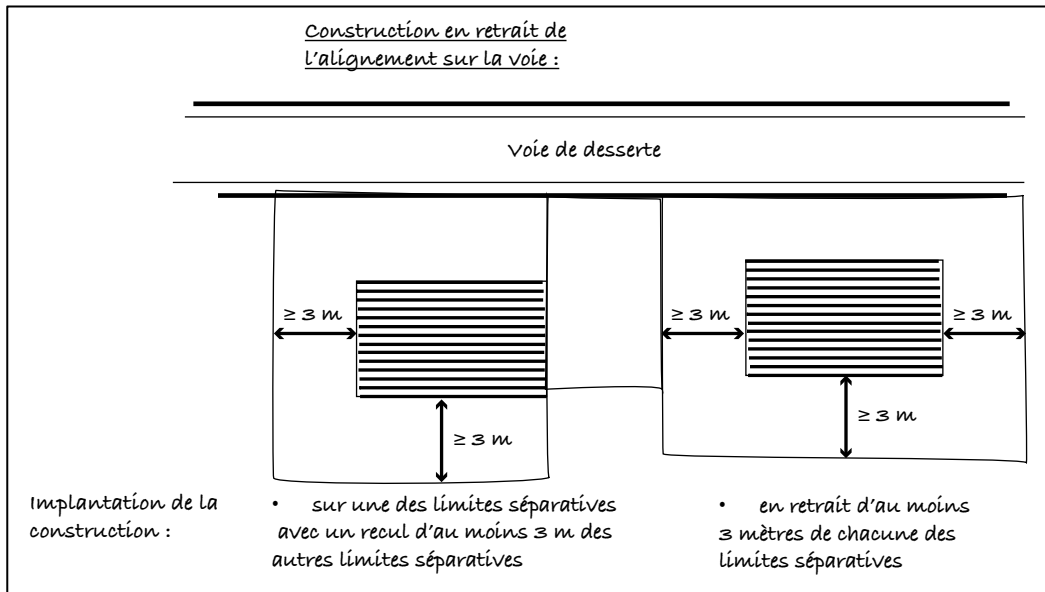 Construction en retrait de
l'alignement sur la voie :
Voie de desserte
≥ 3 m
≥ 3 m
≥ 3 m
≥ 3 m
≥ 3 m
Implantation de la
construction :
• sur une des limites séparatives
avec un recul d'au moins 3 m des
autres limites séparatives
• en retrait d'au moins
3 mètres de chacune des
limites séparatives